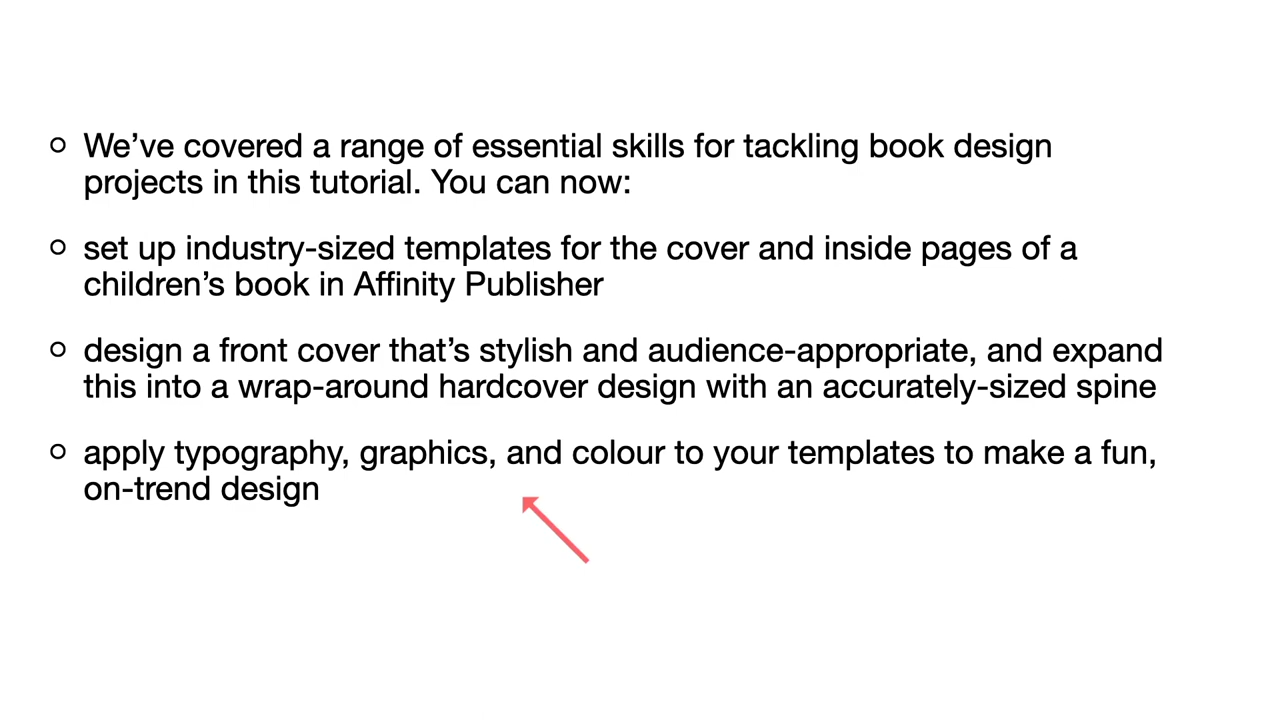 We’ve covered a range of essential skills for tackling book design
projects in this tutorial. You can now:
set up industry-sized templates for the cover and inside pages of a
children’s book in Affinity Publisher
design a front cover that’s stylish and audience-appropriate, and expand
this into a wrap-around hardcover design with an accurately-sized spine
apply typography, graphics, and colour to your templates to make a fun,
on-trend design